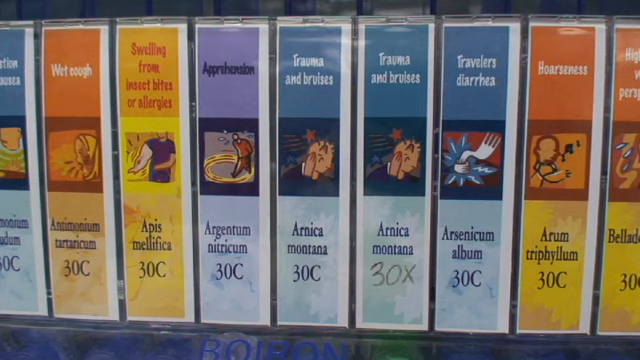 Wet cough
Antimonium
tartaricum
30C
Swelling
from
insect bites
or allergies
Apis
mellifica
30C
Apprehension
Argentum
nitricum
30C
Trauma
and bruises
Arnica
montana
30C
Trauma
and bruises
Arnica
montana
30X
Travelers
diarrhea
Arsenicum
album
30C
Hoarseness
Arum
triphyllum
30C
BOIRON